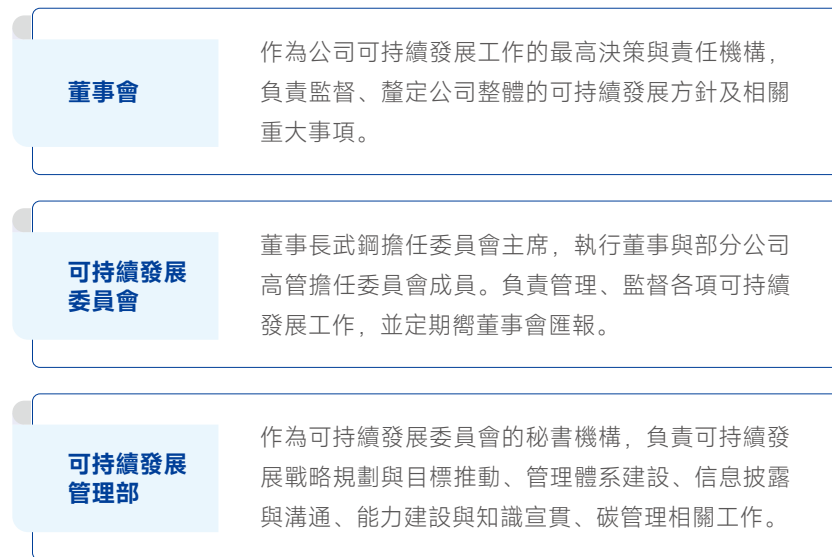 董事會
作為公司可持續發展工作的最高決策與責任機構，
負責監督、釐定公司整體的可持續發展方針及相關
重大事項。
可持續發展
委員會
董事長武鋼擔任委員會主席，執行董事與部分公司
高管擔任委員會成員。負責管理、監督各項可持續
發展工作，並定期嚮董事會匯報。
可持續發展
管理部
作為可持續發展委員會的秘書機構，負責可持續發
展戰略規劃與目標推動、管理體系建設、信息披露
與溝通、能力建設與知識宣貫、碳管理相關工作。